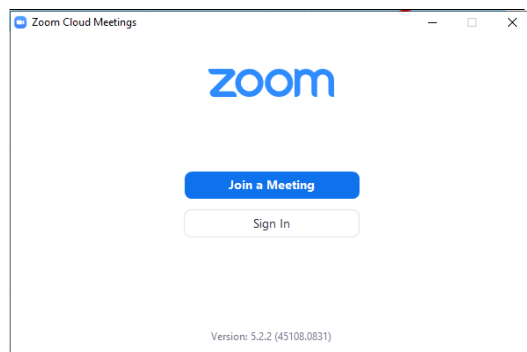 Zoom Cloud Meetings
zoom
Join a Meeting
Sign In
Version: 5.2.2 (45108.0831)